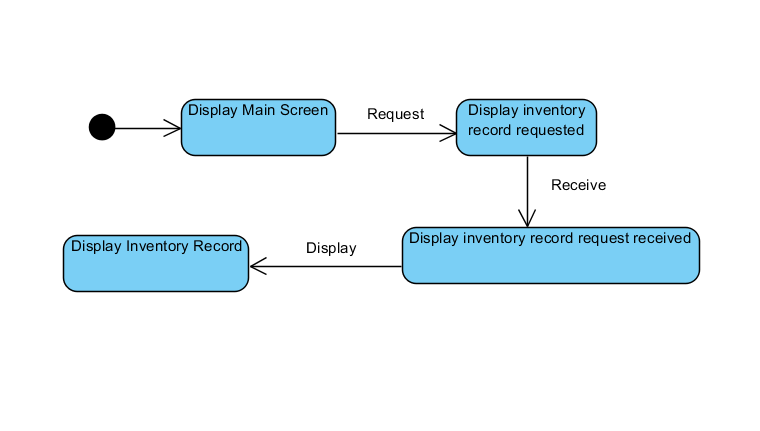 Display Main Screen
Request
Display inventory
record requested
Receive
Display inventory record request received
Display
Display Inventory Record